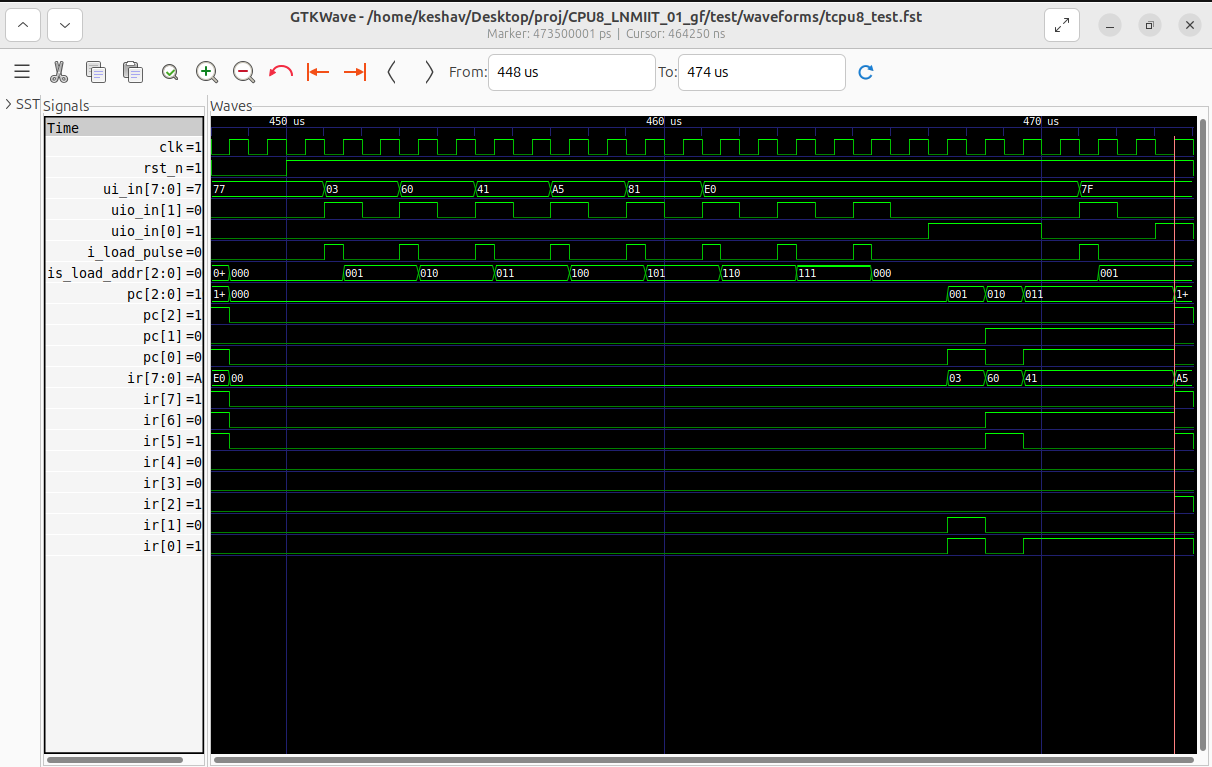 GTKWave - /home/keshav/Desktop/proj/CPU8_LNMIIT_01_gf/test/waveforms/tcpu8_test.fst
Marker: 473500001 ps | Cursor: 464250 ns
From: 448 us To: 474 us
SST Signals Waves
Time 450 us 460 us 470 us
clk =1
rst_n =1
ui_in[7:0] =7 77 03 60 41 A5 81 E0 7F
uio_in[1] =0
uio_in[0] =1
i_load_pulse =0
is_load_addr[2:0] =0 0+ 000 001 010 011 100 101 110 111 000 001
pc[2:0] =1 1+ 000 001 010 011 1+
pc[2] =1
pc[1] =0
pc[0] =0
ir[7:0] =A E0 00 03 60 41 A5
ir[7] =1
ir[6] =0
ir[5] =1
ir[4] =0
ir[3] =0
ir[2] =1
ir[1] =0
ir[0] =1